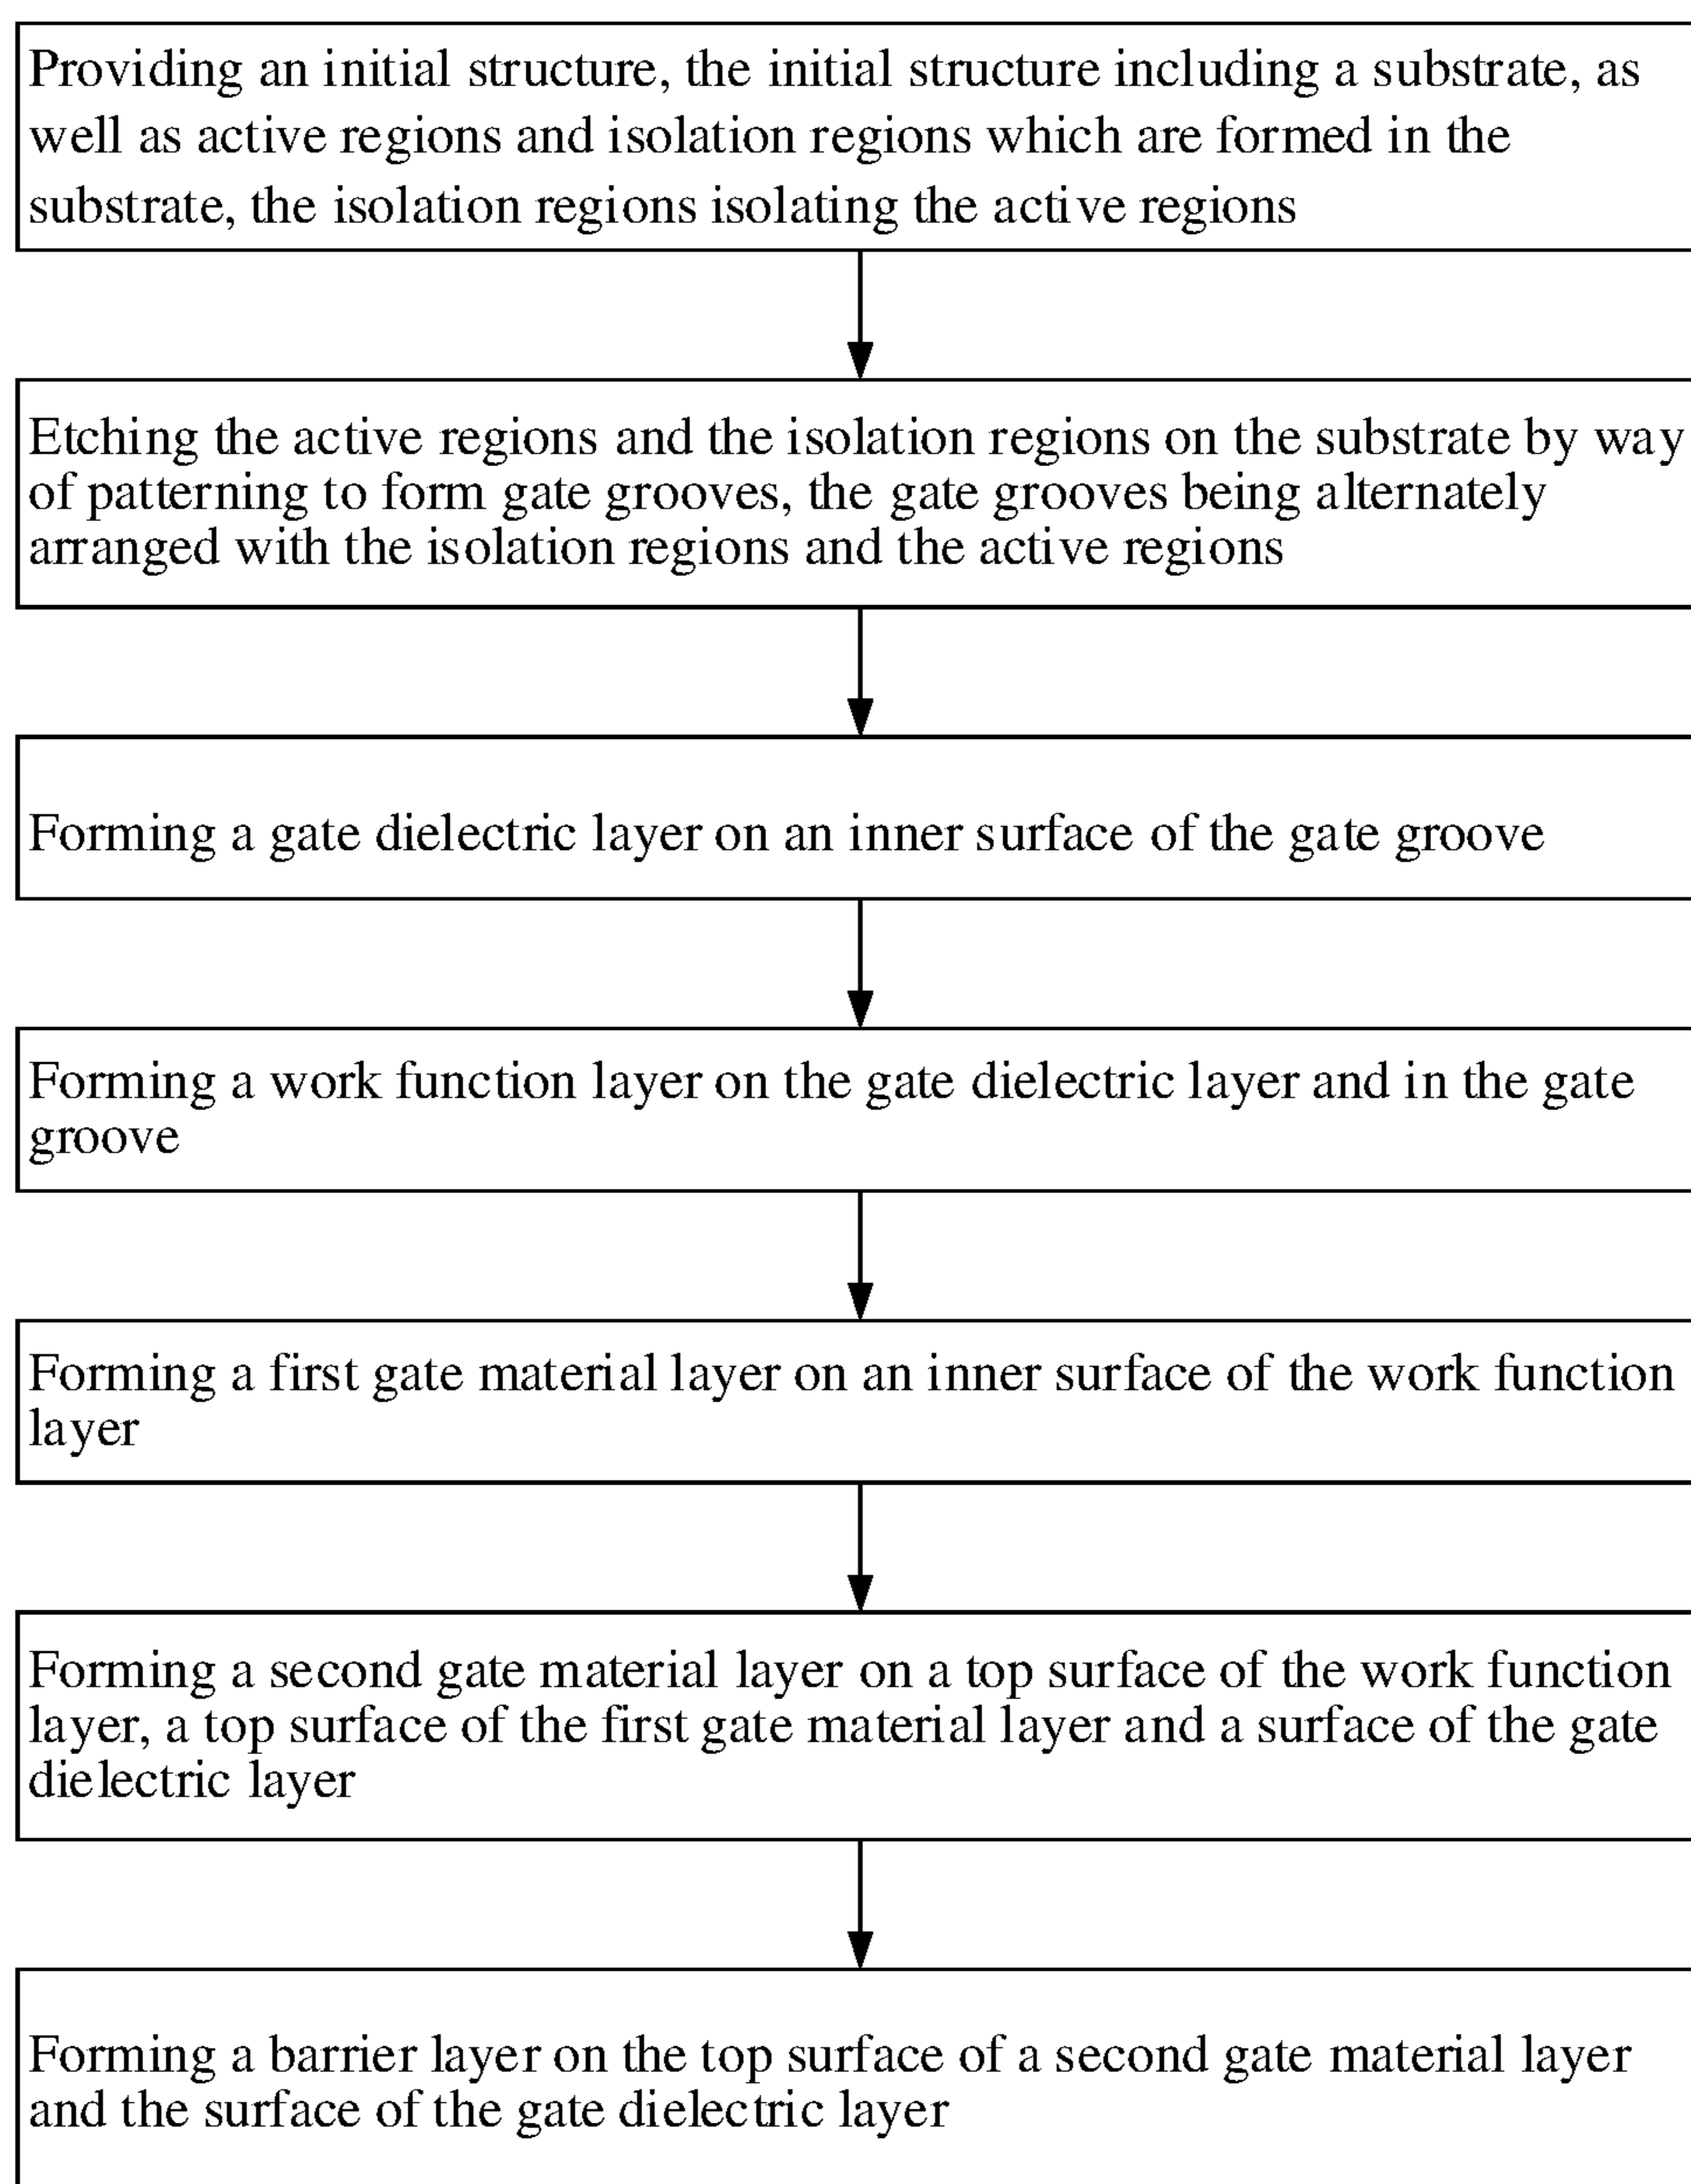 Providing an initial structure, the initial structure including a substrate, as
well as active regions and isolation regions which are formed in the
substrate, the isolation regions isolating the active regions
Etching the active regions and the isolation regions on the substrate by way
of patterning to form gate grooves, the gate grooves being alternately
arranged with the isolation regions and the active regions
Forming a gate dielectric layer on an inner surface of the gate groove
Forming a work function layer on the gate dielectric layer and in the gate
groove
Forming a first gate material layer on an inner surface of the work function
layer
Forming a second gate material layer on a top surface of the work function
layer, a top surface of the first gate material layer and a surface of the gate
dielectric layer
Forming a barrier layer on the top surface of a second gate material layer
and the surface of the gate dielectric layer